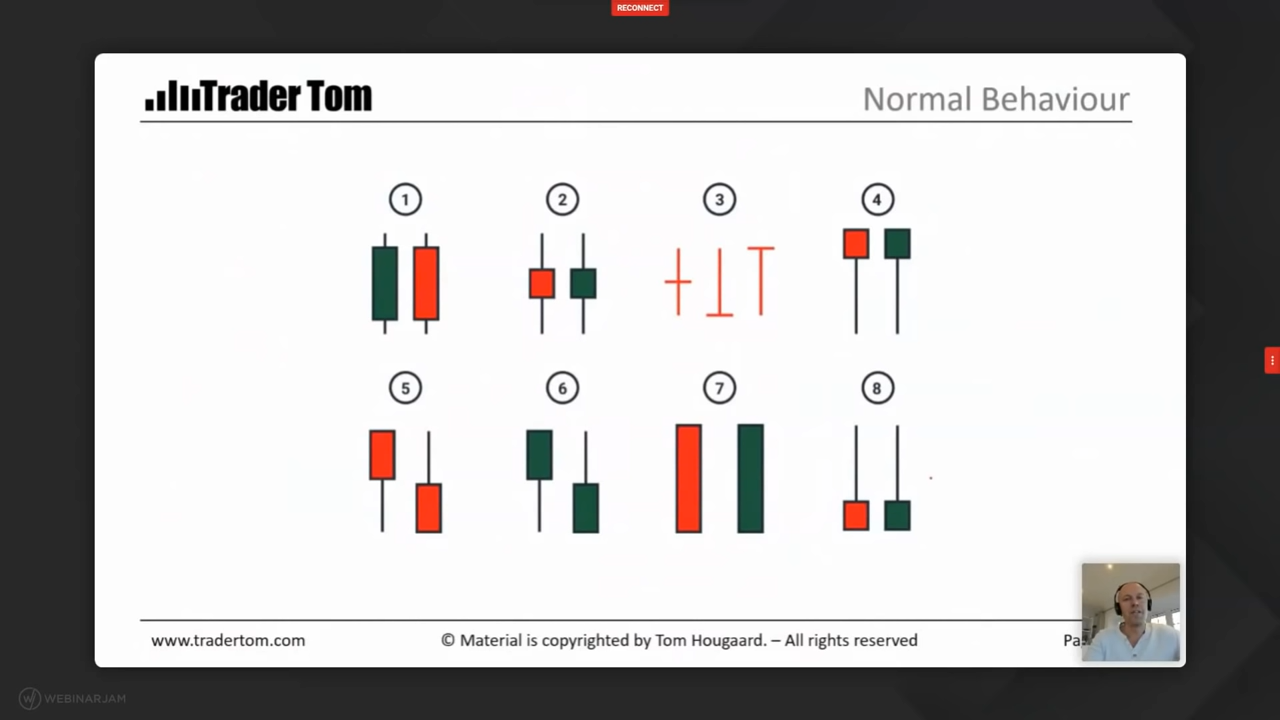 RECONNECT
Trader Tom
Normal Behaviour
1 2 3 4
5 6 7 8
www.tradertom.com © Material is copyrighted by Tom Hougaard. – All rights reserved
WEBINARJAM